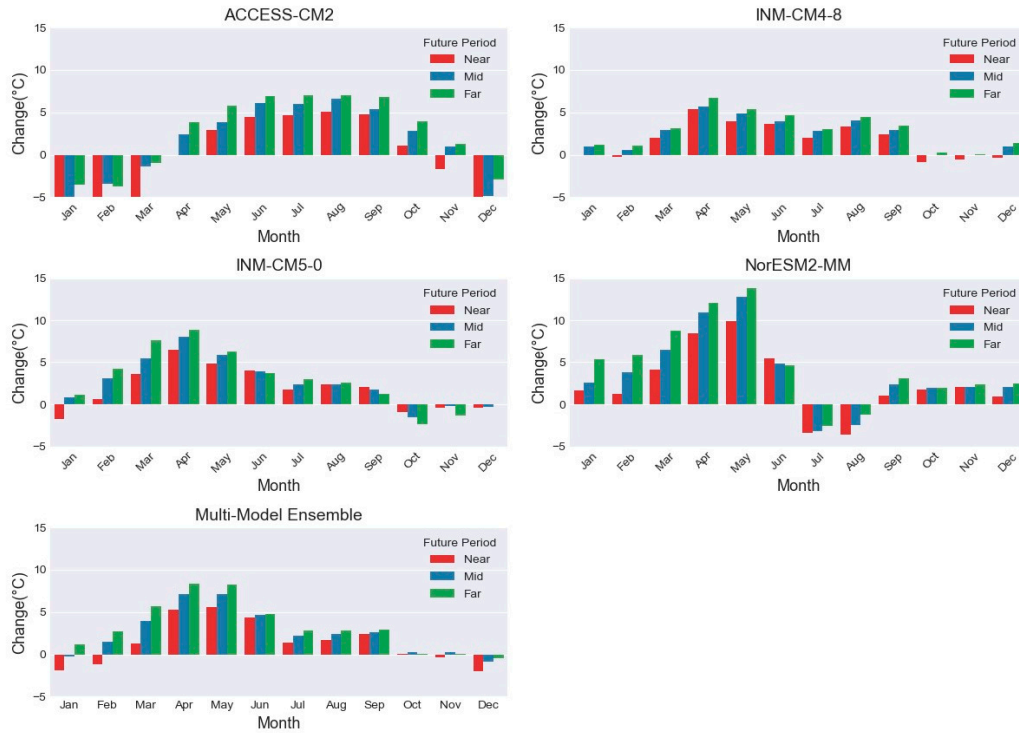 ACCESS-CM2
15
10
5
0
−5
Change(°C)
Future Period
Near
Mid
Far
Jan Feb Mar Apr May Jun Jul Aug Sep Oct Nov Dec
Month
INM-CM4-8
15
10
5
0
−5
Change(°C)
Future Period
Near
Mid
Far
Jan Feb Mar Apr May Jun Jul Aug Sep Oct Nov Dec
Month
INM-CM5-0
15
10
5
0
−5
Change(°C)
Future Period
Near
Mid
Far
Jan Feb Mar Apr May Jun Jul Aug Sep Oct Nov Dec
Month
NorESM2-MM
15
10
5
0
−5
Change(°C)
Future Period
Near
Mid
Far
Jan Feb Mar Apr May Jun Jul Aug Sep Oct Nov Dec
Month
Multi-Model Ensemble
15
10
5
0
−5
Change(°C)
Future Period
Near
Mid
Far
Jan Feb Mar Apr May Jun Jul Aug Sep Oct Nov Dec
Month